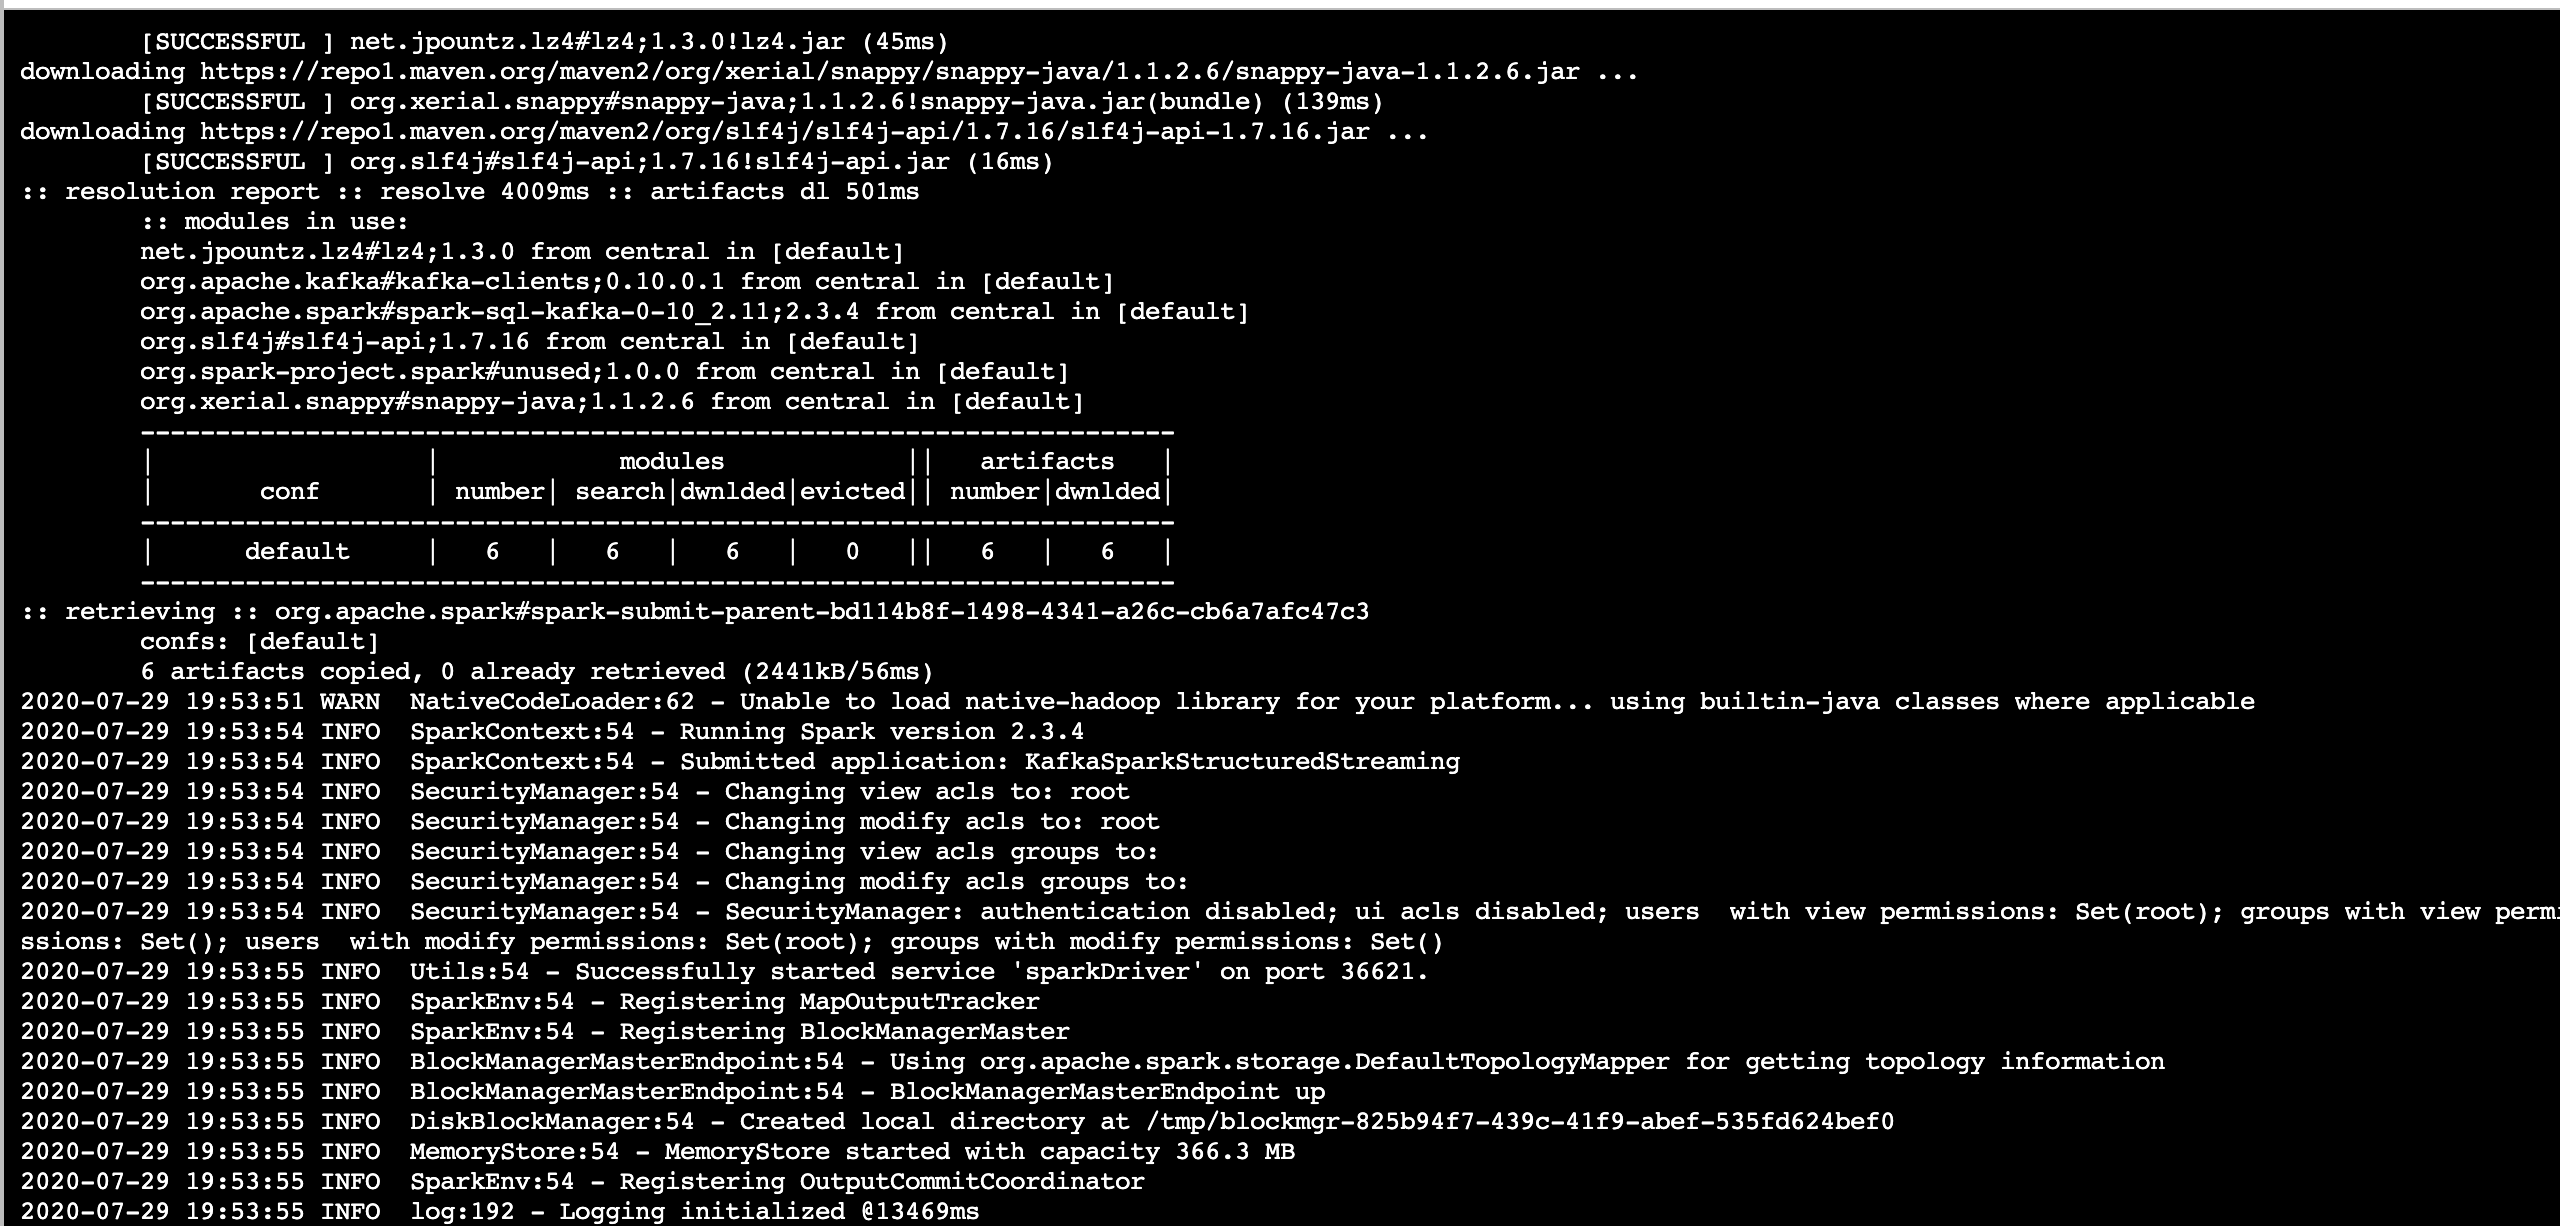 [SUCCESSFUL ] net.jpountz.lz4#lz4;1.3.0!lz4.jar (45ms)
downloading https://repo1.maven.org/maven2/org/xerial/snappy/snappy-java/1.1.2.6/snappy-java-1.1.2.6.jar ...
[SUCCESSFUL ] org.xerial.snappy#snappy-java;1.1.2.6!snappy-java.jar(bundle) (139ms)
downloading https://repo1.maven.org/maven2/org/slf4j/slf4j-api/1.7.16/slf4j-api-1.7.16.jar ...
[SUCCESSFUL ] org.slf4j#slf4j-api;1.7.16!slf4j-api.jar (16ms)
:: resolution report :: resolve 4009ms :: artifacts dl 501ms
:: modules in use:
net.jpountz.lz4#lz4;1.3.0 from central in [default]
org.apache.kafka#kafka-clients;0.10.0.1 from central in [default]
org.apache.spark#spark-sql-kafka-0-10_2.11;2.3.4 from central in [default]
org.slf4j#slf4j-api;1.7.16 from central in [default]
org.spark-project.spark#unused;1.0.0 from central in [default]
org.xerial.snappy#snappy-java;1.1.2.6 from central in [default]
---------------------------------------------------------------------
|                  |            modules            ||   artifacts   |
|       conf       | number| search|dwnlded|evicted|| number|dwnlded|
---------------------------------------------------------------------
|      default     |   6   |   6   |   6   |   0   ||   6   |   6   |
---------------------------------------------------------------------
:: retrieving :: org.apache.spark#spark-submit-parent-bd114b8f-1498-4341-a26c-cb6a7afc47c3
confs: [default]
6 artifacts copied, 0 already retrieved (2441kB/56ms)
2020-07-29 19:53:51 WARN  NativeCodeLoader:62 - Unable to load native-hadoop library for your platform... using builtin-java classes where applicable
2020-07-29 19:53:54 INFO  SparkContext:54 - Running Spark version 2.3.4
2020-07-29 19:53:54 INFO  SparkContext:54 - Submitted application: KafkaSparkStructuredStreaming
2020-07-29 19:53:54 INFO  SecurityManager:54 - Changing view acls to: root
2020-07-29 19:53:54 INFO  SecurityManager:54 - Changing modify acls to: root
2020-07-29 19:53:54 INFO  SecurityManager:54 - Changing view acls groups to:
2020-07-29 19:53:54 INFO  SecurityManager:54 - Changing modify acls groups to:
2020-07-29 19:53:54 INFO  SecurityManager:54 - SecurityManager: authentication disabled; ui acls disabled; users  with view permissions: Set(root); groups with view permi
ssions: Set(); users  with modify permissions: Set(root); groups with modify permissions: Set()
2020-07-29 19:53:55 INFO  Utils:54 - Successfully started service 'sparkDriver' on port 36621.
2020-07-29 19:53:55 INFO  SparkEnv:54 - Registering MapOutputTracker
2020-07-29 19:53:55 INFO  SparkEnv:54 - Registering BlockManagerMaster
2020-07-29 19:53:55 INFO  BlockManagerMasterEndpoint:54 - Using org.apache.spark.storage.DefaultTopologyMapper for getting topology information
2020-07-29 19:53:55 INFO  BlockManagerMasterEndpoint:54 - BlockManagerMasterEndpoint up
2020-07-29 19:53:55 INFO  DiskBlockManager:54 - Created local directory at /tmp/blockmgr-825b94f7-439c-41f9-abef-535fd624bef0
2020-07-29 19:53:55 INFO  MemoryStore:54 - MemoryStore started with capacity 366.3 MB
2020-07-29 19:53:55 INFO  SparkEnv:54 - Registering OutputCommitCoordinator
2020-07-29 19:53:55 INFO  log:192 - Logging initialized @13469ms